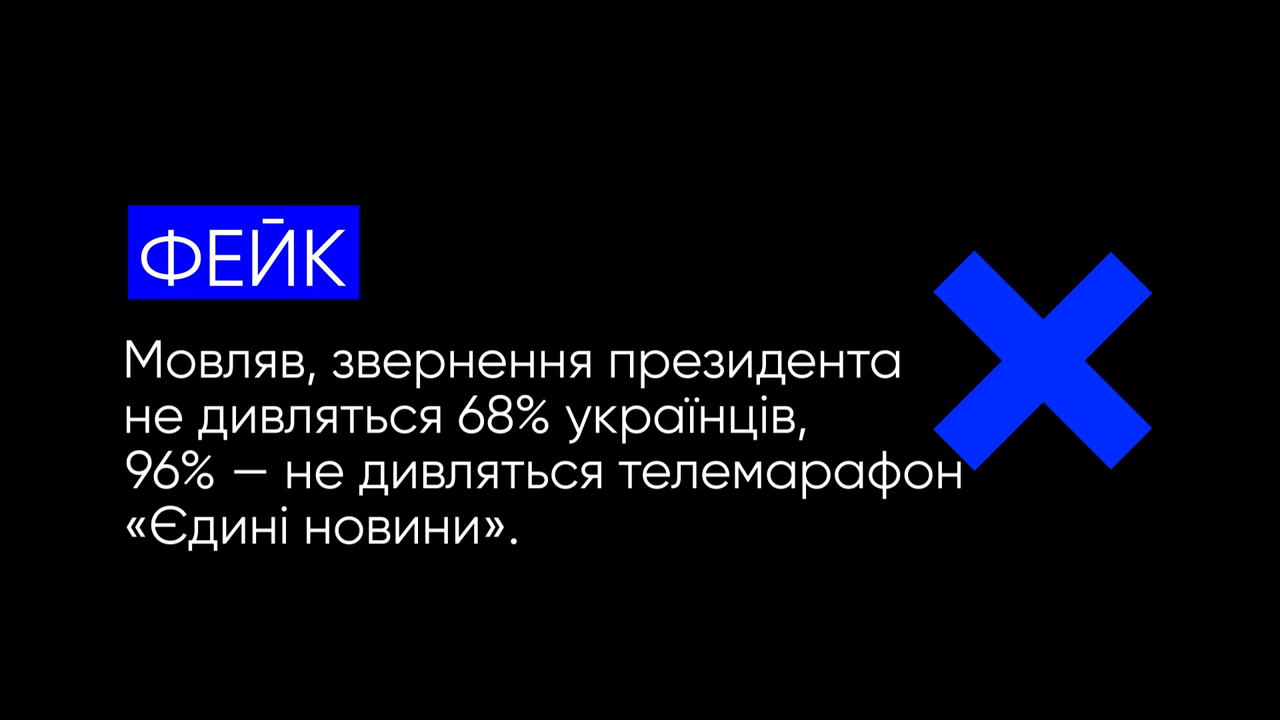 ФЕЙК
Мовляв, звернення президента
не дивляться 68% українців,
96% — не дивляться телемарафон
«Єдині новини».